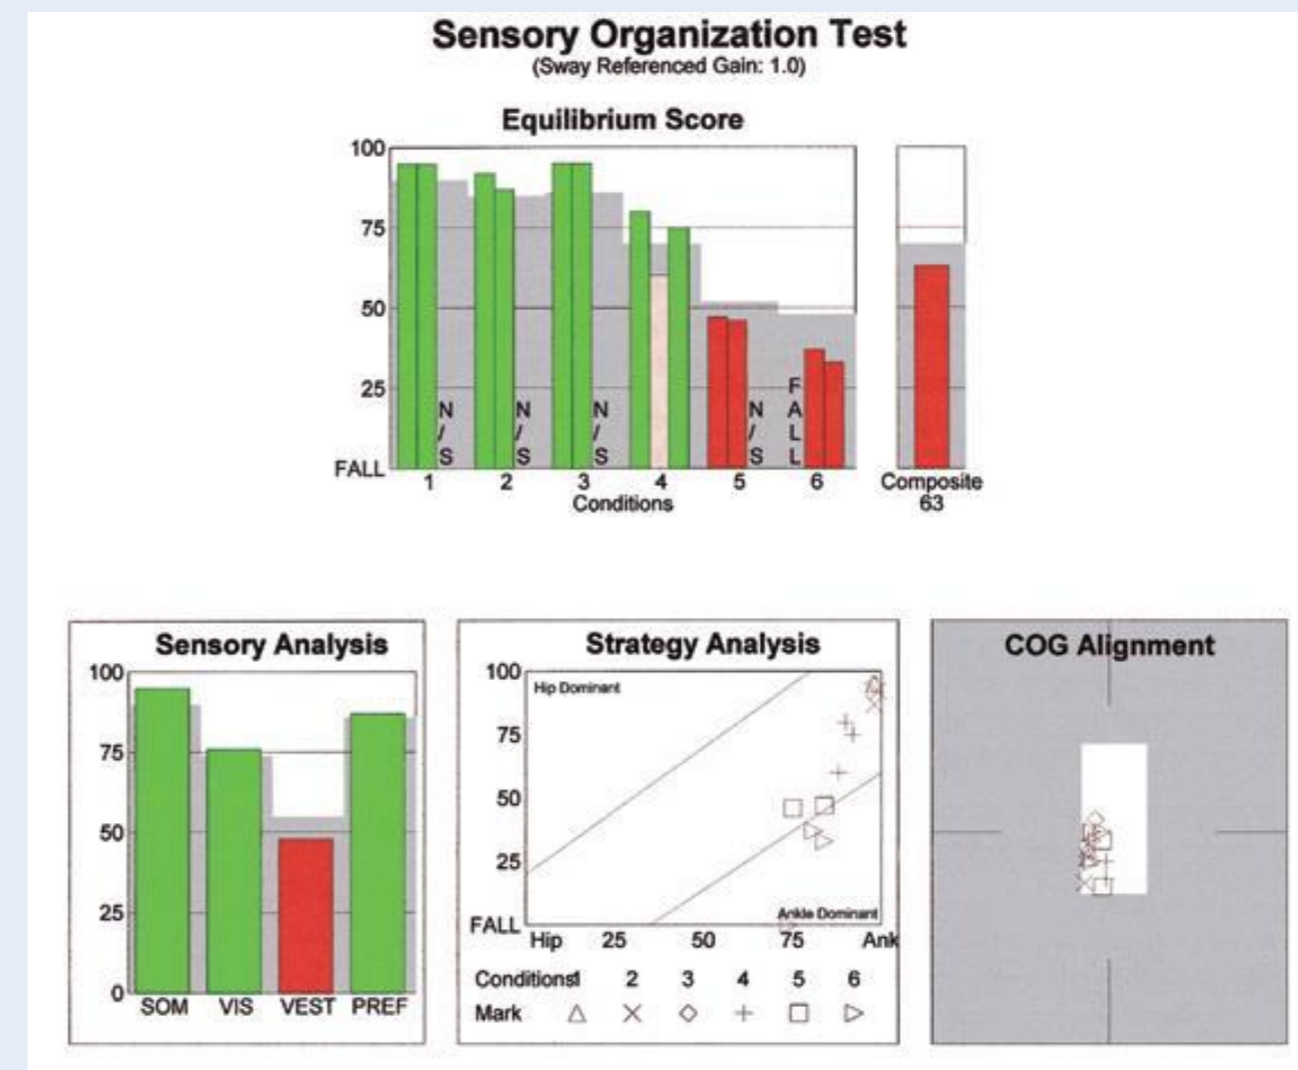 Sensory Organization Test
(Sway Referenced Gain: 1.0)
Equilibrium Score
100
75
50
25
FALL
N/S
N/S
N/S
N/S
FALL
1 2 3 4 5 6
Conditions
Composite
63
Sensory Analysis
100
75
50
25
0
SOM VIS VEST PREF
Strategy Analysis
100
75
50
25
FALL
Hip Dominant
Ankle Dominant
Hip 25 50 75 Ank
Conditions1 2 3 4 5 6
Mark
COG Alignment